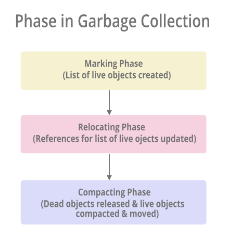 Phase in Garbage Collection
Marking Phase
(List of live objects created)
Relocating Phase
(References for list of live ojects updated)
Compacting Phase
(Dead objects released & live objects
compacted & moved)